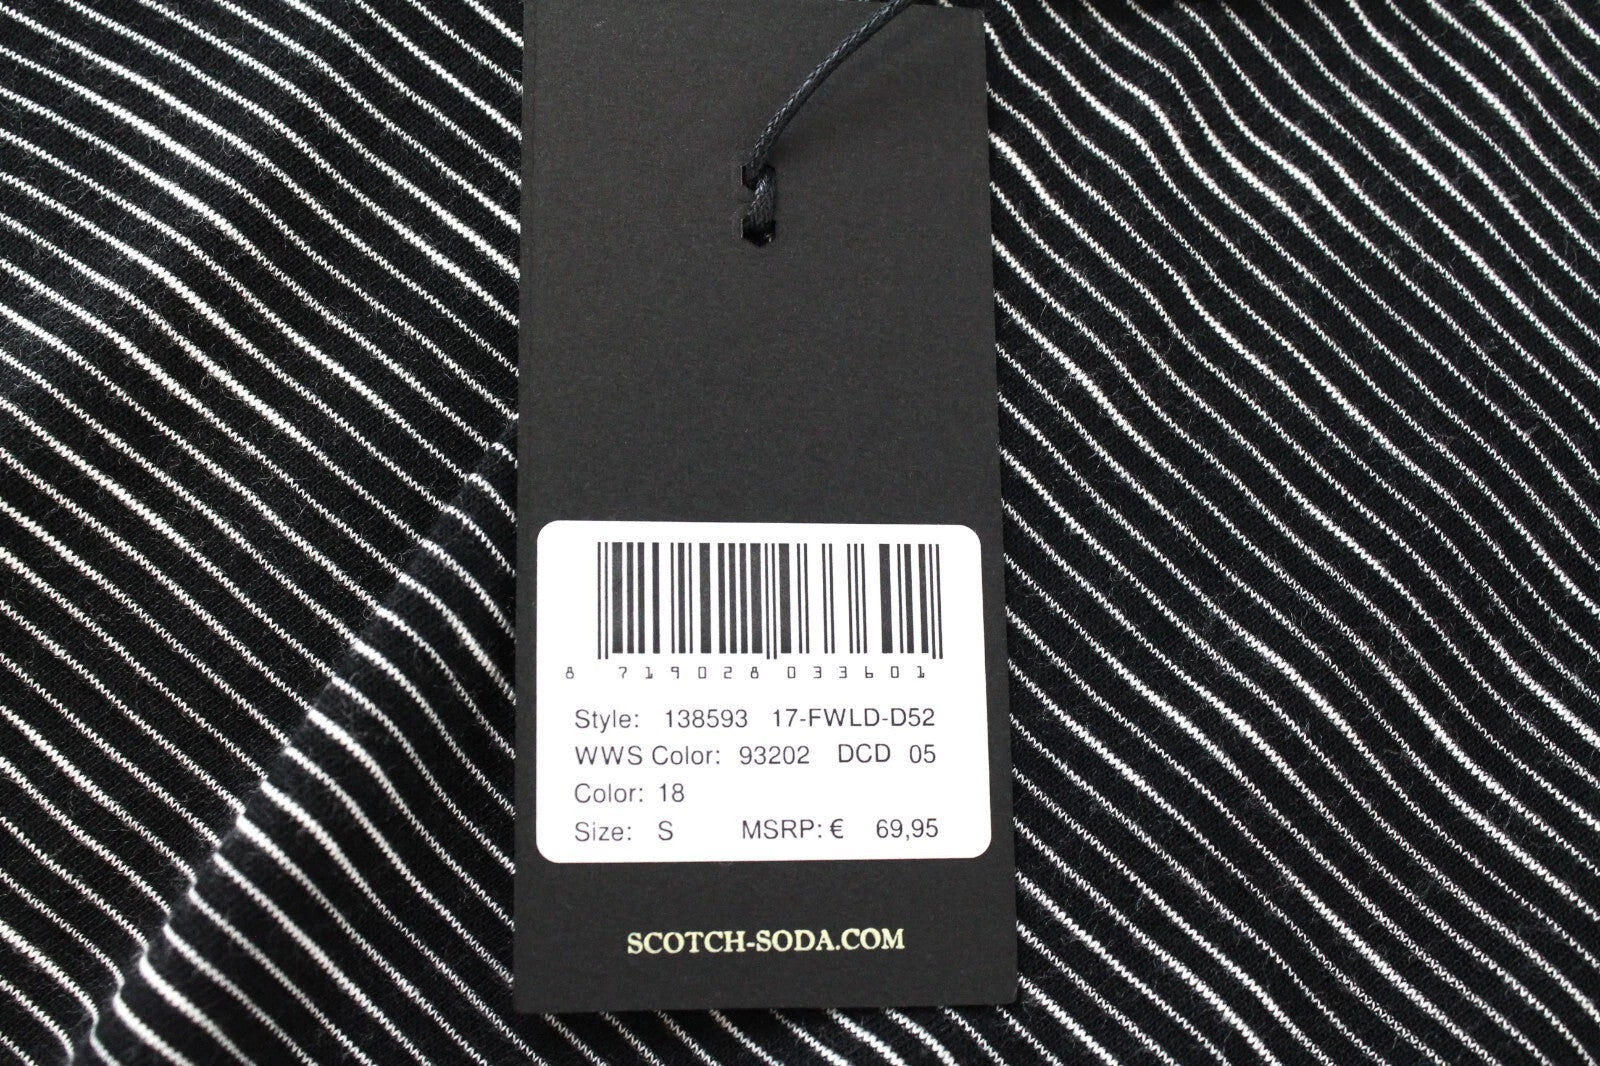 8 719028 033601
Style: 138593 17-FWLD-D52
WWS Color: 93202 DCD 05
Color: 18
Size: S MSRP: € 69,95
SCOTCH-SODA.COM